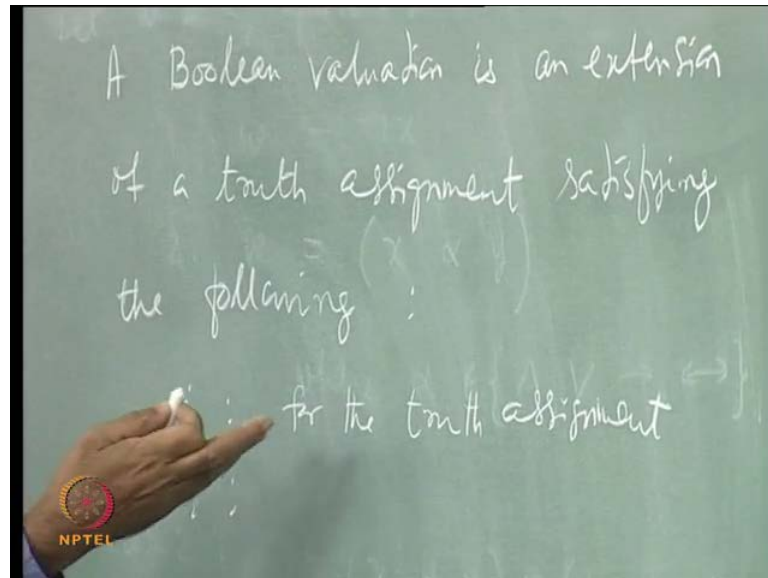 A Boolean valuation is an extension
of a truth assignment satisfying
the following :
: : for the truth assignment
: :
NPTEL